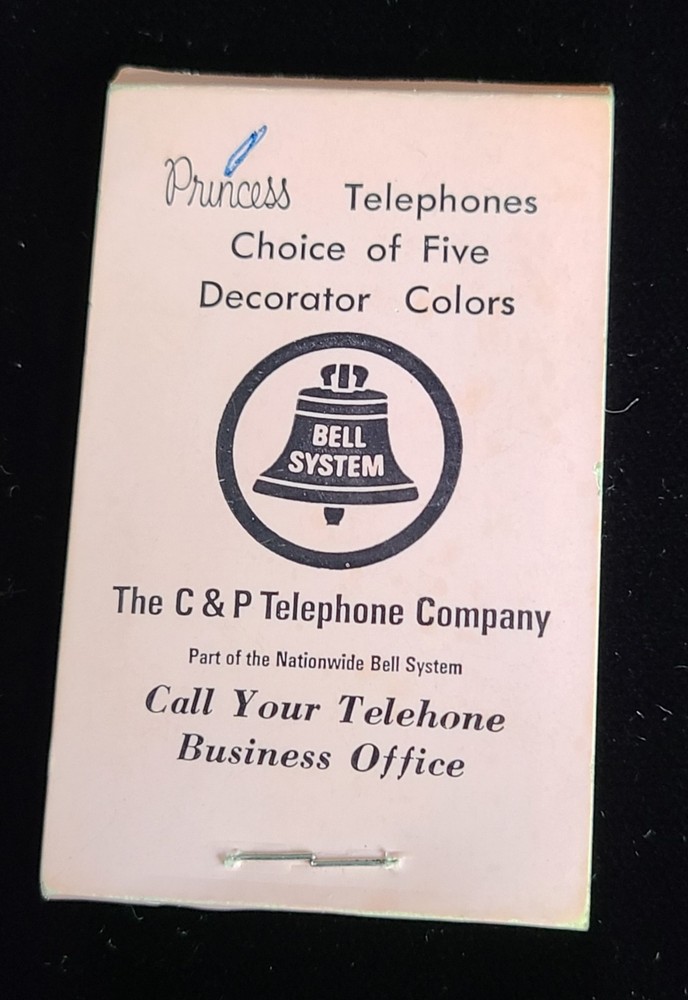 Princess Telephones
Choice of Five
Decorator Colors
BELL
SYSTEM
The C & P Telephone Company
Part of the Nationwide Bell System
Call Your Telehone
Business Office